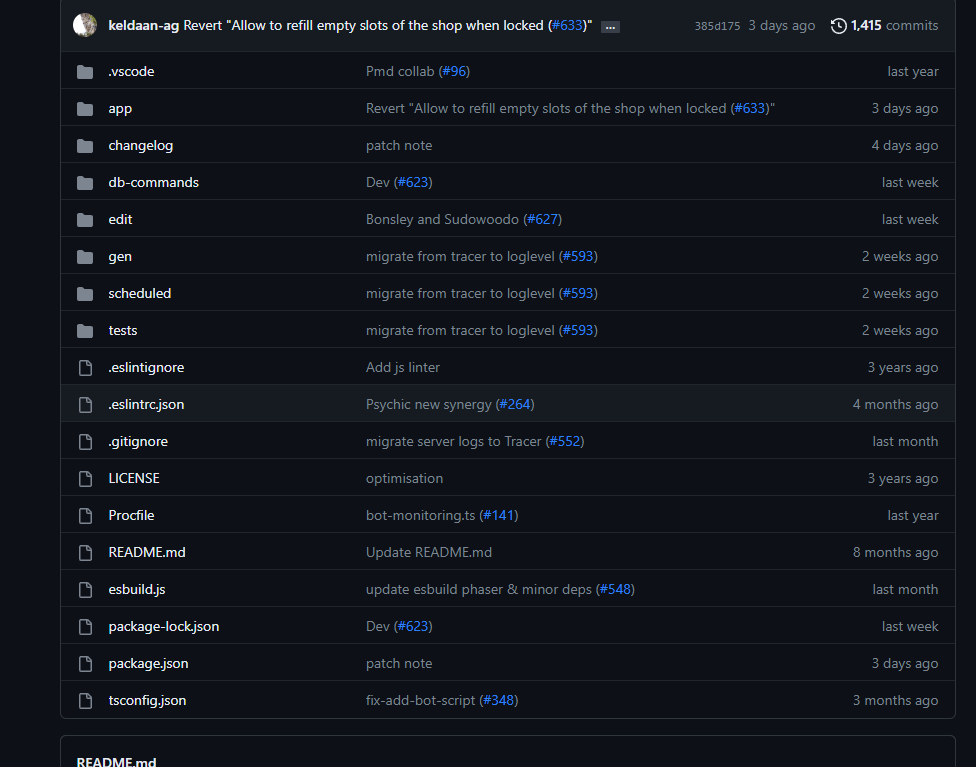 keldaan-ag Revert "Allow to refill empty slots of the shop when locked (#633)" ... 385d175 3 days ago 1,415 commits
.vscode Pmd collab (#96) last year
app Revert "Allow to refill empty slots of the shop when locked (#633)" 3 days ago
changelog patch note 4 days ago
db-commands Dev (#623) last week
edit Bonsley and Sudowoodo (#627) last week
gen migrate from tracer to loglevel (#593) 2 weeks ago
scheduled migrate from tracer to loglevel (#593) 2 weeks ago
tests migrate from tracer to loglevel (#593) 2 weeks ago
.eslintignore Add js linter 3 years ago
.eslintrc.json Psychic new synergy (#264) 4 months ago
.gitignore migrate server logs to Tracer (#552) last month
LICENSE optimisation 3 years ago
Procfile bot-monitoring.ts (#141) last year
README.md Update README.md 8 months ago
esbuild.js update esbuild phaser & minor deps (#548) last month
package-lock.json Dev (#623) last week
package.json patch note 3 days ago
tsconfig.json fix-add-bot-script (#348) 3 months ago
README.md